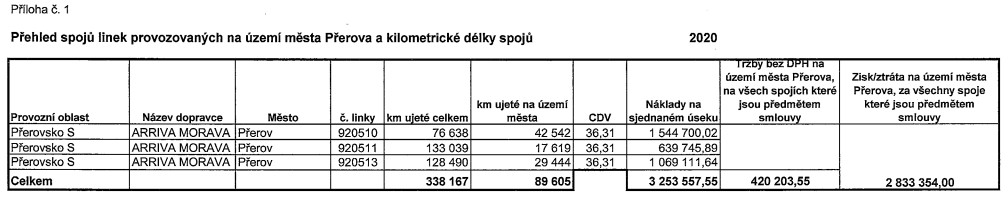 Příloha č. 1
Přehled spojů linek provozovaných na území města Přerova a kilometrické délky spojů 2020
Provozní oblast Název dopravce Město č. linky km ujeté celkem km ujeté na území města CDV Náklady na sjednaném úseku Tržby bez DPH na území města Přerova, na všech spojích které jsou předmětem smlouvy Zisk/ztráta na území města Přerova, za všechny spoje které jsou předmětem smlouvy
Přerovsko S ARRIVA MORAVA Přerov 920510 76 638 42 542 36,31 1 544 700,02
Přerovsko S ARRIVA MORAVA Přerov 920511 133 039 17 619 36,31 639 745,89
Přerovsko S ARRIVA MORAVA Přerov 920513 128 490 29 444 36,31 1 069 111,64
Celkem 338 167 89 605 3 253 557,55 420 203,55 2 833 354,00